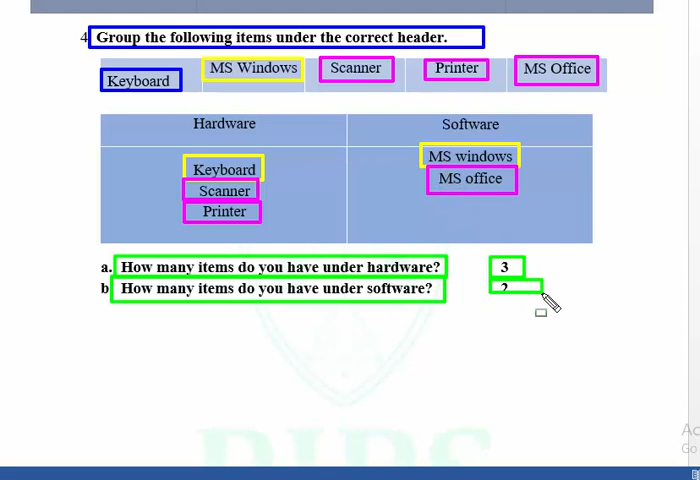 4 Group the following items under the correct header.
Keyboard MS Windows Scanner Printer MS Office
Hardware Software
Keyboard MS windows
Scanner MS office
Printer
a. How many items do you have under hardware? 3
b How many items do you have under software? 2
Ac
Go